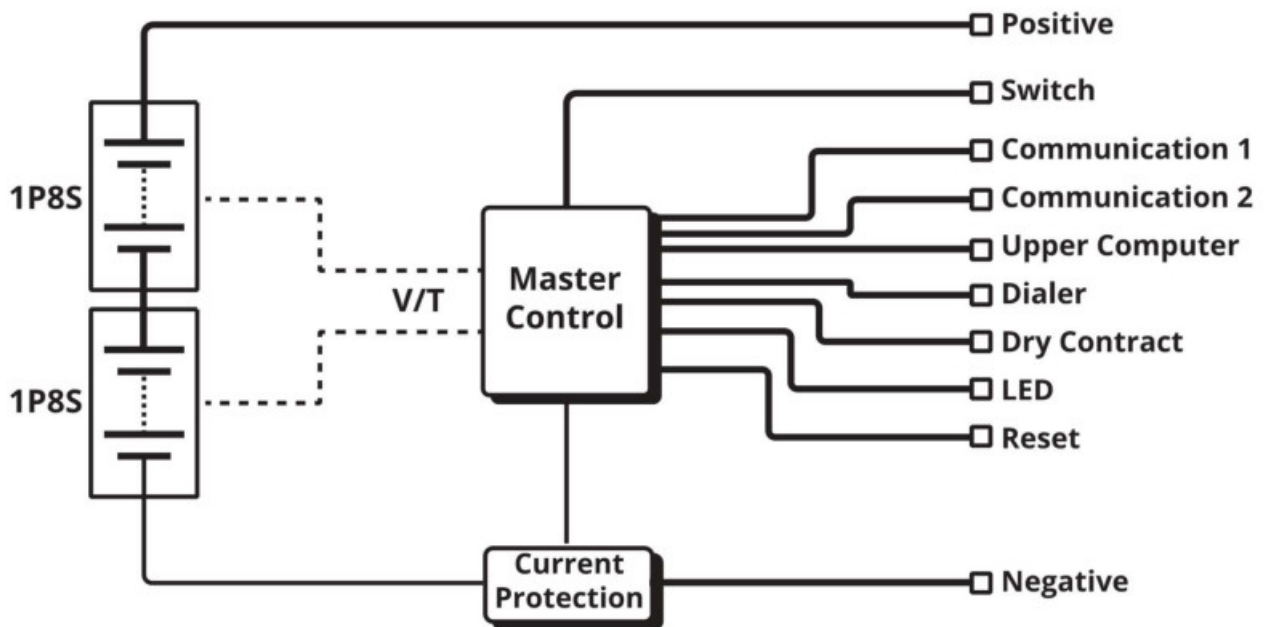 Positive
Switch
Communication 1
1P8S
Communication 2
Upper Computer
Master
Control
V/T
Dialer
Dry Contract
1P8S
LED
Reset
Current
Protection
Negative